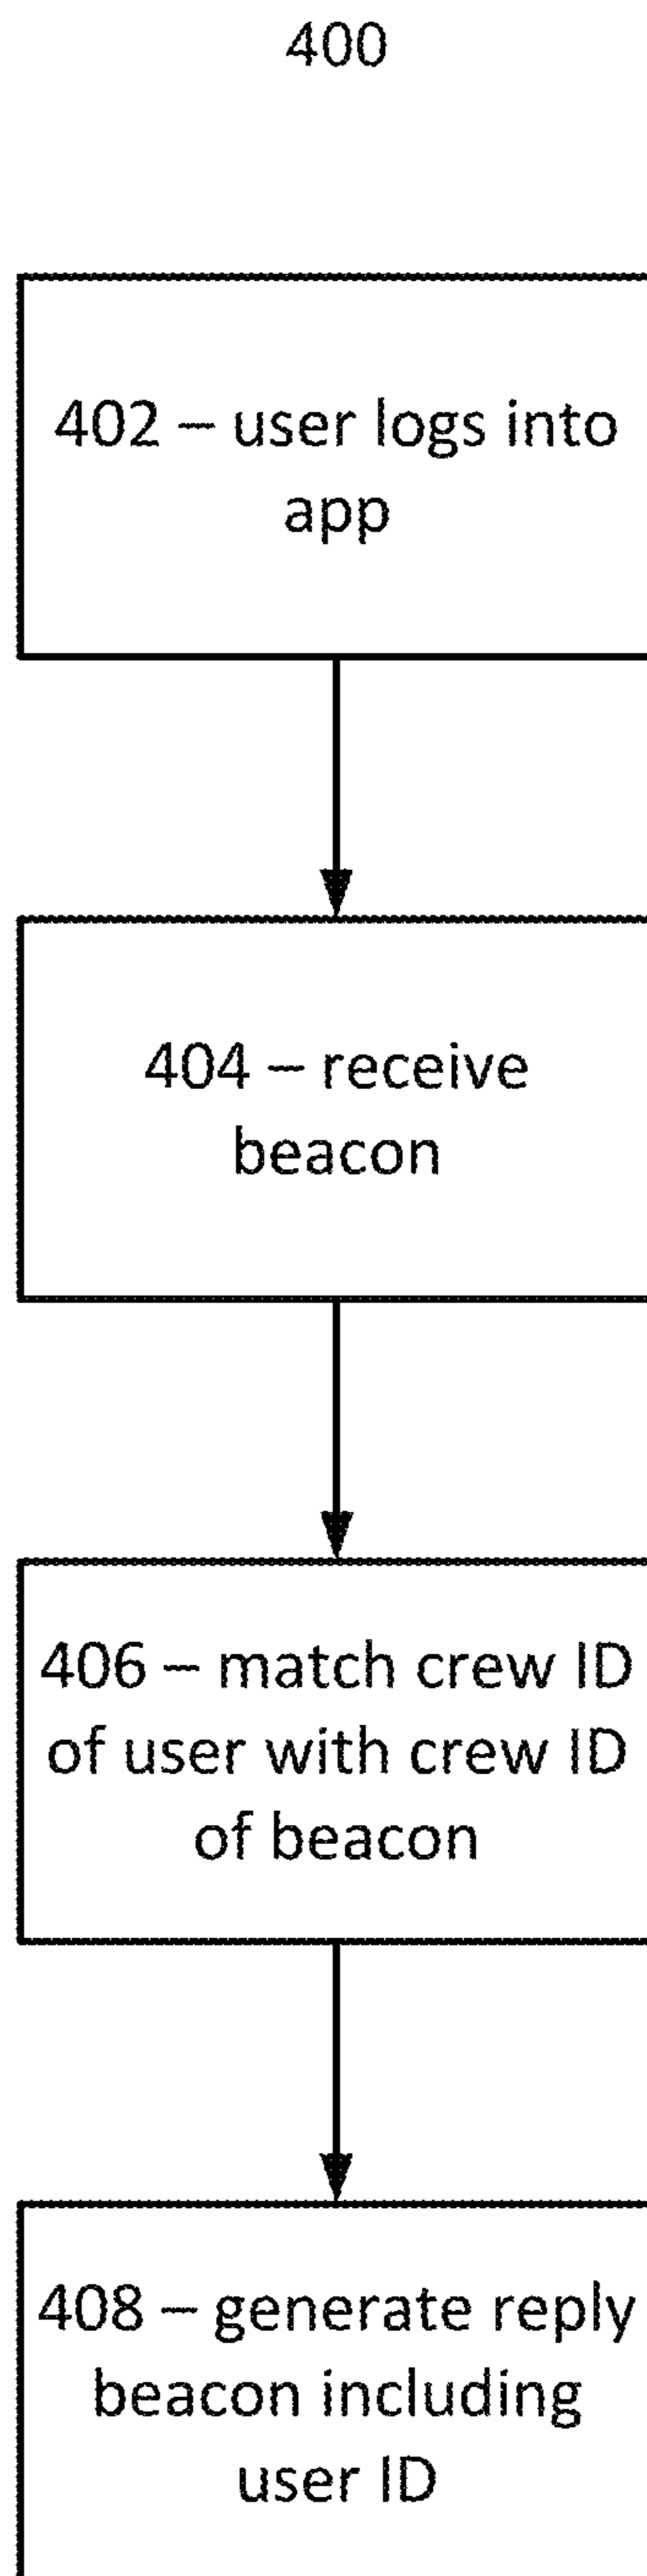 400
402 – user logs into
app
404 – receive
beacon
406 – match crew ID
of user with crew ID
of beacon
408 – generate reply
beacon including
user ID